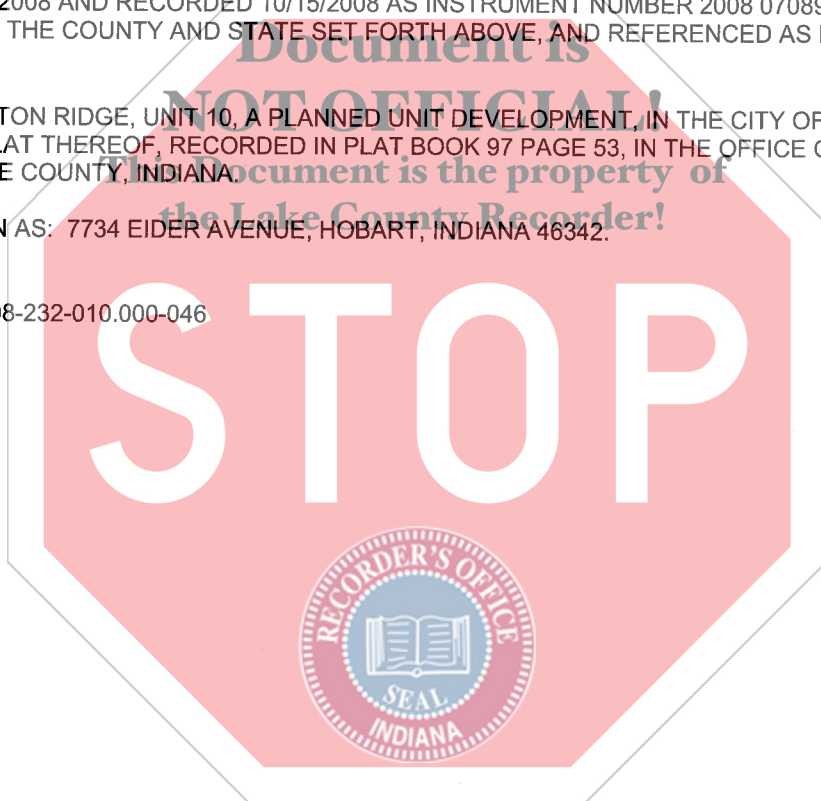 2008 AND RECORDED 10/15/2008 AS INSTRUMENT NUMBER 2008 07089
THE COUNTY AND STATE SET FORTH ABOVE, AND REFERENCED AS
Document is
NOT OFFICIAL!
TON RIDGE, UNIT 10, A PLANNED UNIT DEVELOPMENT, IN THE CITY OF
LAT THEREOF, RECORDED IN PLAT BOOK 97 PAGE 53, IN THE OFFICE
E COUNTY, INDIANA.
This Document is the property of
the Lake County Recorder!
AS: 7734 EIDER AVENUE, HOBART, INDIANA 46342.
8-232-010.000-046
STOP
RECORDER'S OFFICE
SEAL
INDIANA